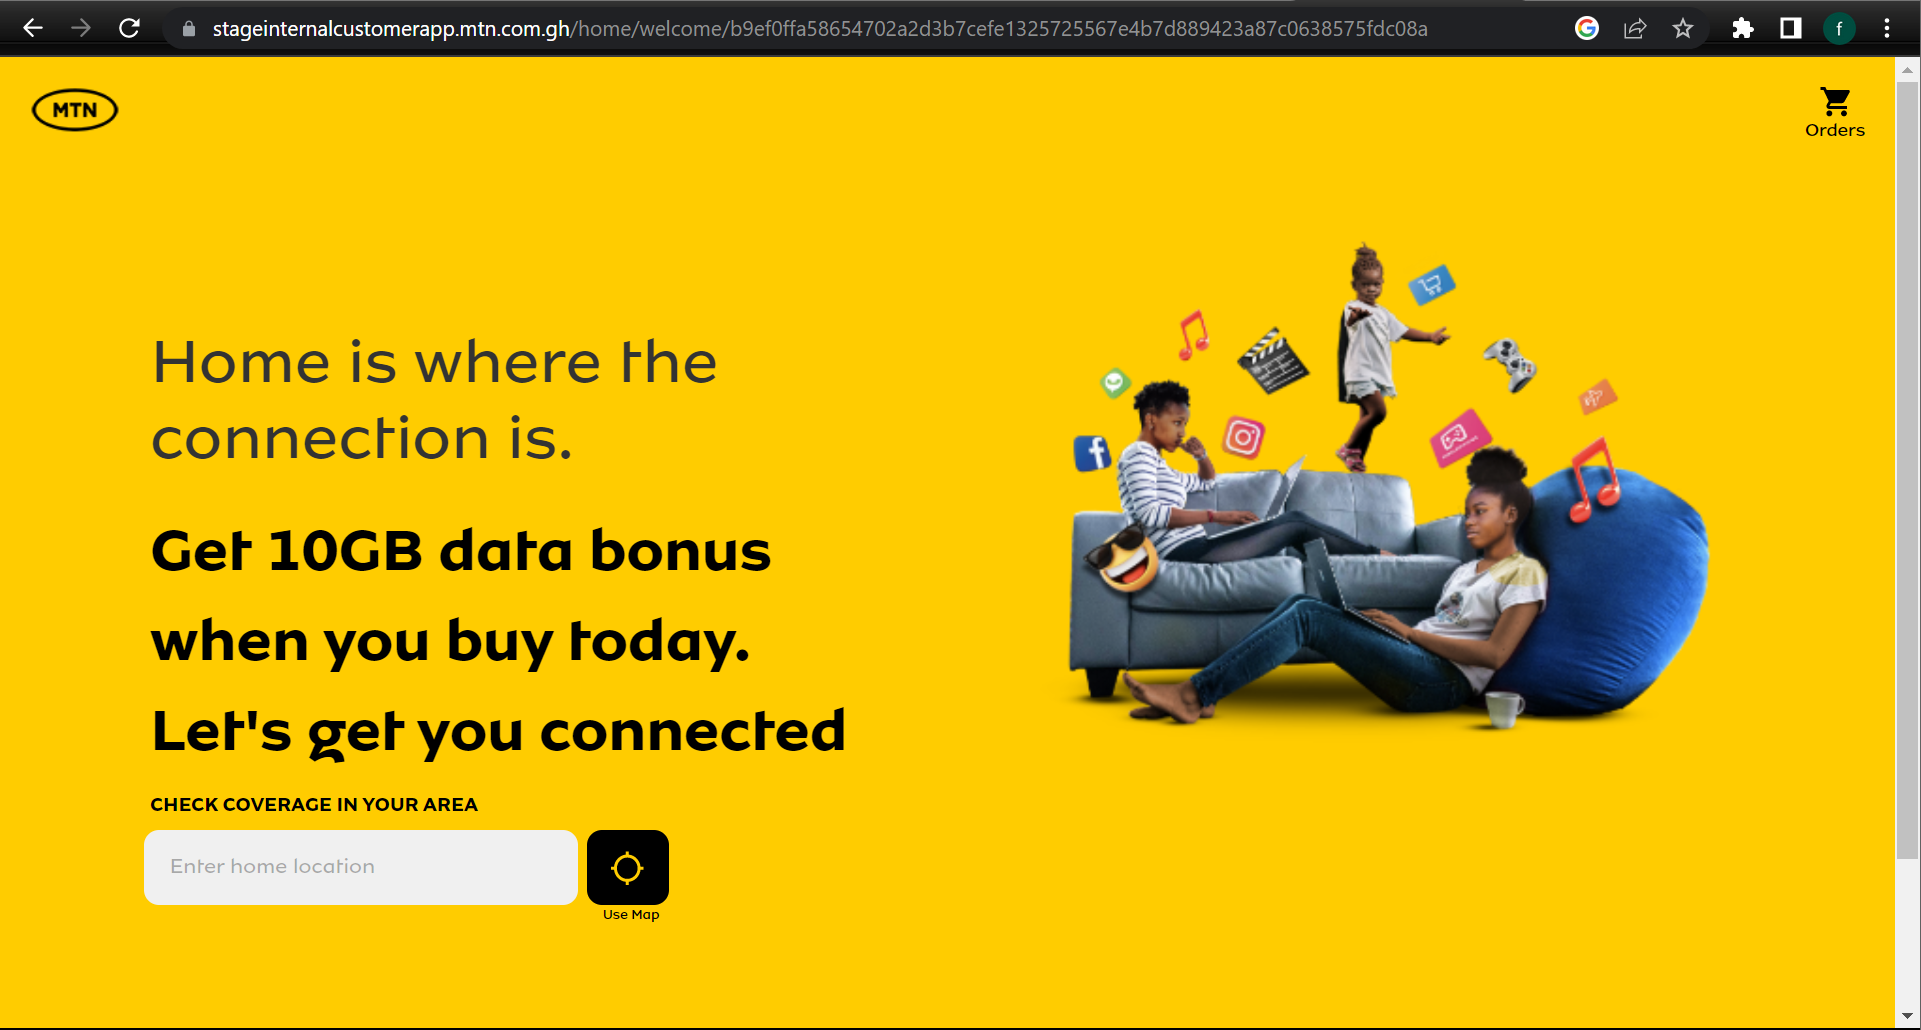 stageinternalcustomerapp.mtn.com.gh/home/welcome/b9ef0ffa58654702a2d3b7cefe1325725567e4b7d889423a87c0638575fdc08a
f
MTN
Orders
Home is where the
connection is.
Get 10GB data bonus
when you buy today.
Let's get you connected
CHECK COVERAGE IN YOUR AREA
Enter home location
Use Map